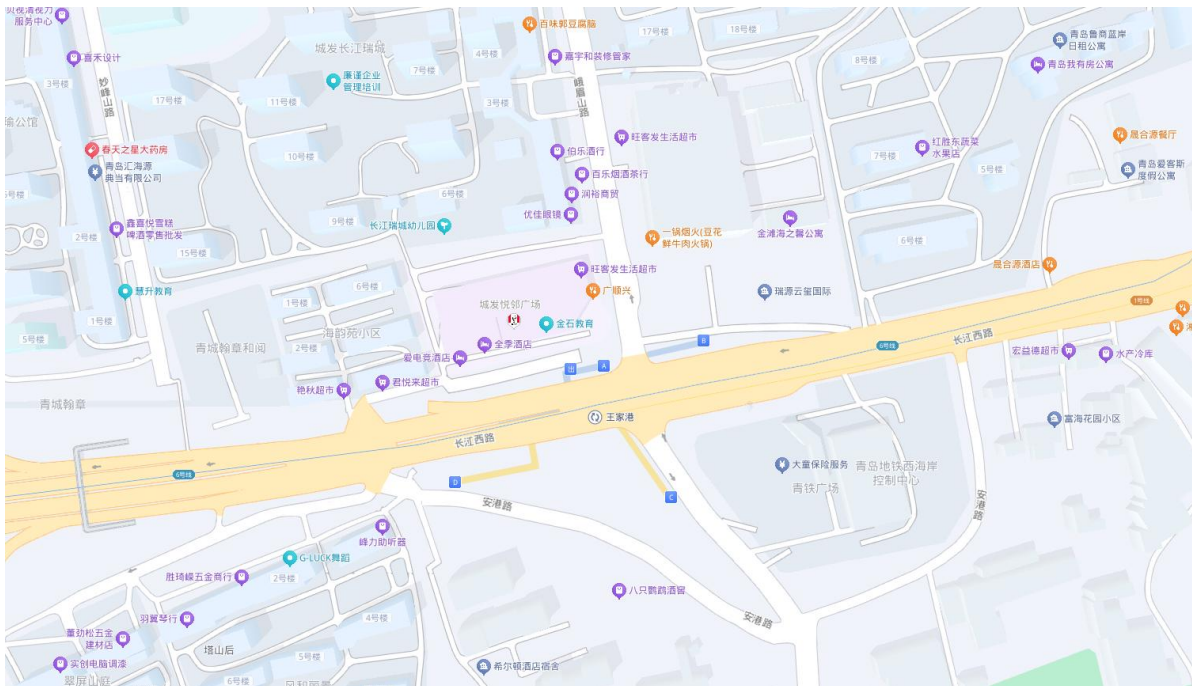 服务中心
百味郭豆腐脑
17号楼
18号楼
青岛鲁商蓝岸
日租公寓
城发长江瑞城
4号楼
嘉宇和装修管家
喜禾设计
8号楼
青岛我有房公寓
7号楼
廉谨企业
管理培训
3号楼
妙峰山路
峨眉山路
17号楼
11号楼
3号楼
瑜公馆
旺客发生活超市
晟合源餐厅
春天之星大药房
伯乐酒行
红胜东蔬菜
水果店
10号楼
7号楼
青岛汇海源
典当有限公司
百乐烟酒茶行
5号楼
青岛爱客斯
度假公寓
6号楼
润裕商贸
5号楼
优佳眼镜
9号楼
长江瑞城幼儿园
金滩海之馨公寓
鑫喜悦雪糕
啤酒零售批发
2号楼
一锅烟火(豆花
鲜牛肉火锅)
6号楼
15号楼
晟合源酒店
旺客发生活超市
6号楼
慧升教育
广顺兴
瑞源云玺国际
1号楼
城发悦邻广场
1号线
1号楼
金石教育
海韵苑小区
5号楼
青城翰章和阅
2号楼
全季酒店
B
长江西路
6号线
宏益德超市
水产冷库
爱电竞酒店
A
君悦来超市
艳秋超市
青城翰章
王家港
富海花园小区
长江西路
大童保险服务
青岛地铁西海岸
控制中心
6号线
D
青铁广场
C
安港路
安港路
峰力助听器
G-LUCK舞蹈
胜琦嵘五金商行
2号楼
八只鹦鹉酒窖
羽翼琴行
4号楼
安港路
董劲松五金
建材店
塔山后
5号楼
实创电脑调漆
希尔顿酒店宿舍
翠屏山庭
6号楼